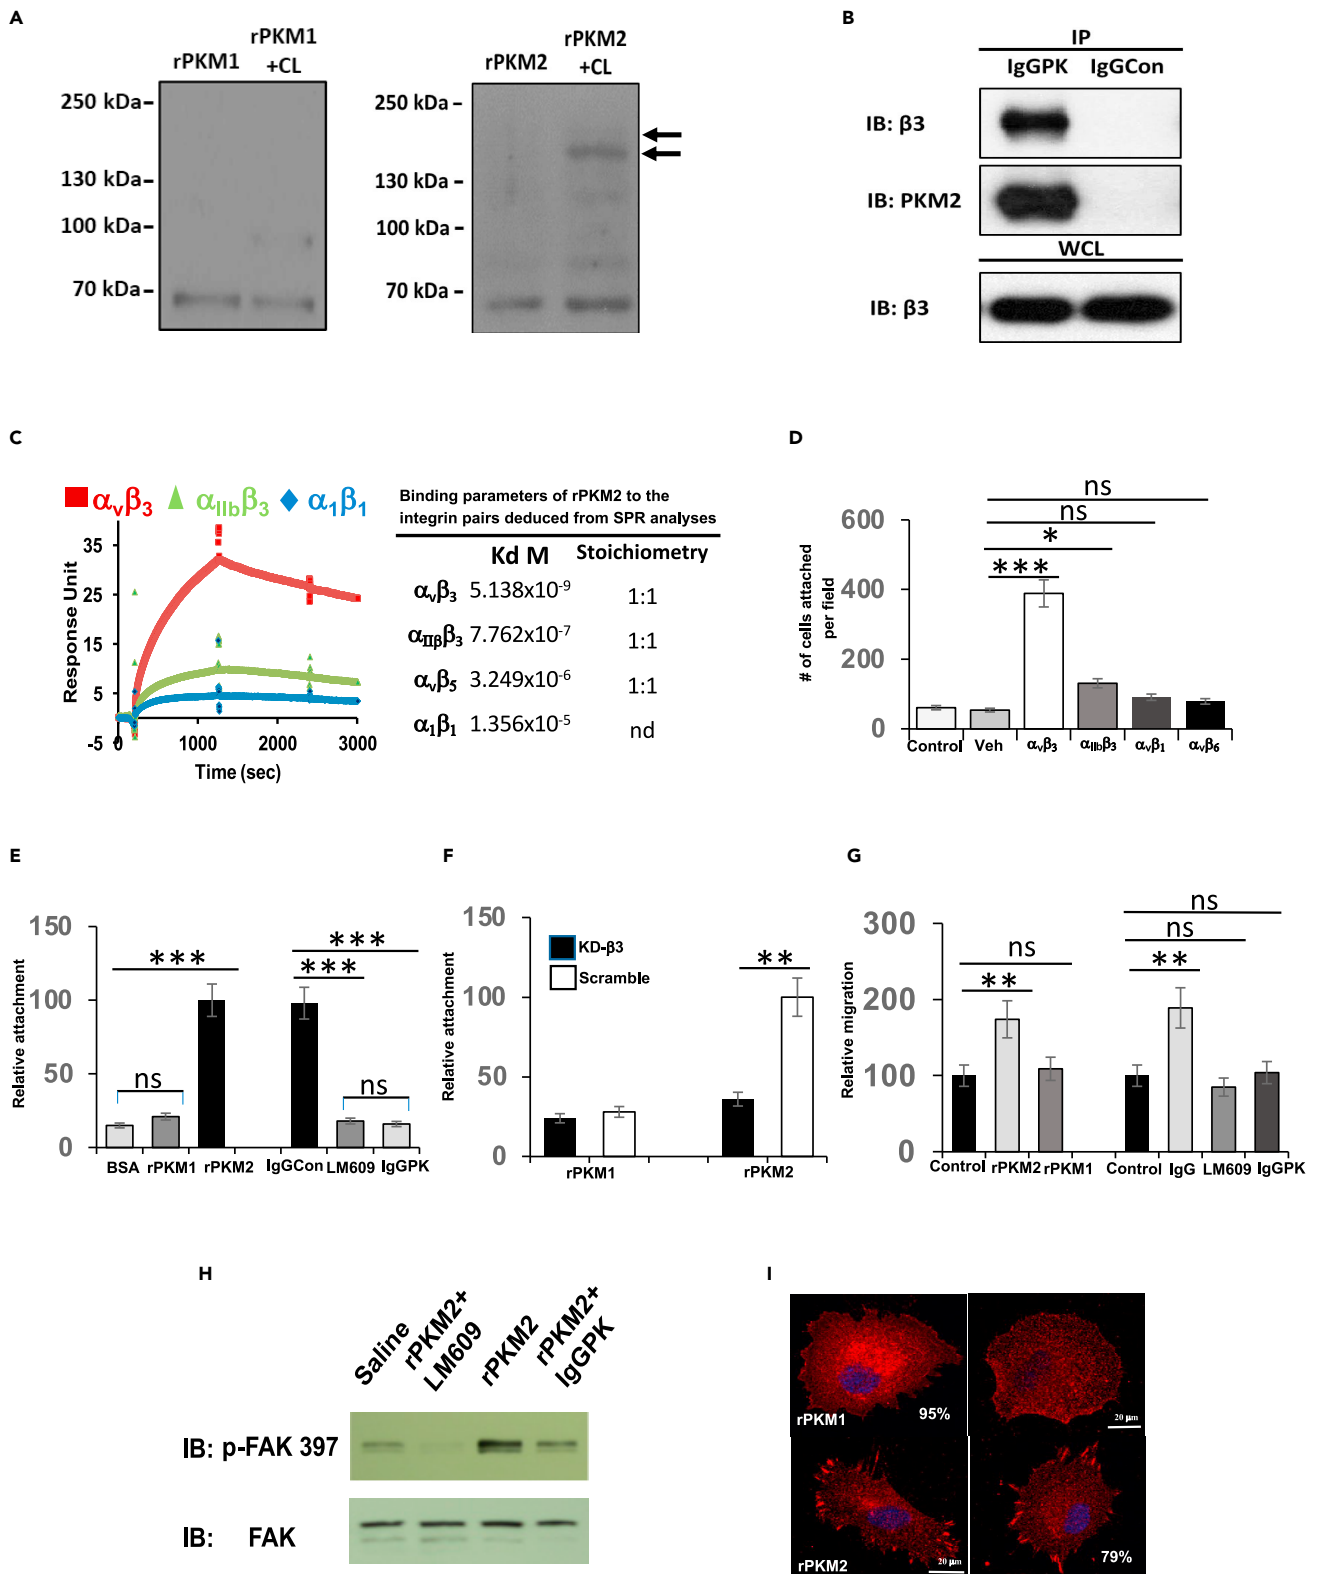 A
rPKM1
rPKM1
+CL
250 kDa–
130 kDa–
100 kDa–
70 kDa–
rPKM2
rPKM2
+CL
250 kDa–
130 kDa–
100 kDa–
70 kDa–
B
IP
IgGPK IgGCon
IB: β3
IB: PKM2
WCL
IB: β3
C
αvβ3 αIIbβ3 α1β1
Response Unit
35
25
15
5
-5
0 1000 2000 3000
Time (sec)
Binding parameters of rPKM2 to the
integrin pairs deduced from SPR analyses
Kd M Stoichiometry
αvβ3 5.138x10-9 1:1
αIIββ3 7.762x10-7 1:1
αvβ5 3.249x10-6 1:1
α1β1 1.356x10-5 nd
D
# of cells attached
per field
600
400
200
0
ns
ns
*
***
Control Veh αvβ3 αIIbβ3 αvβ1 αvβ6
E
Relative attachment
150
100
50
0
***
ns
***
***
ns
BSA rPKM1 rPKM2 IgGCon LM609 IgGPK
F
Relative attachment
150
100
50
0
KD-β3
Scramble
**
rPKM1 rPKM2
G
Relative migration
300
200
100
0
ns
**
ns
ns
**
Control rPKM2 rPKM1 Control IgG LM609 IgGPK
H
Saline
rPKM2+
LM609
rPKM2
rPKM2+
IgGPK
IB: p-FAK 397
IB: FAK
I
rPKM1 95%
20 µm
rPKM2
20 µm
79%